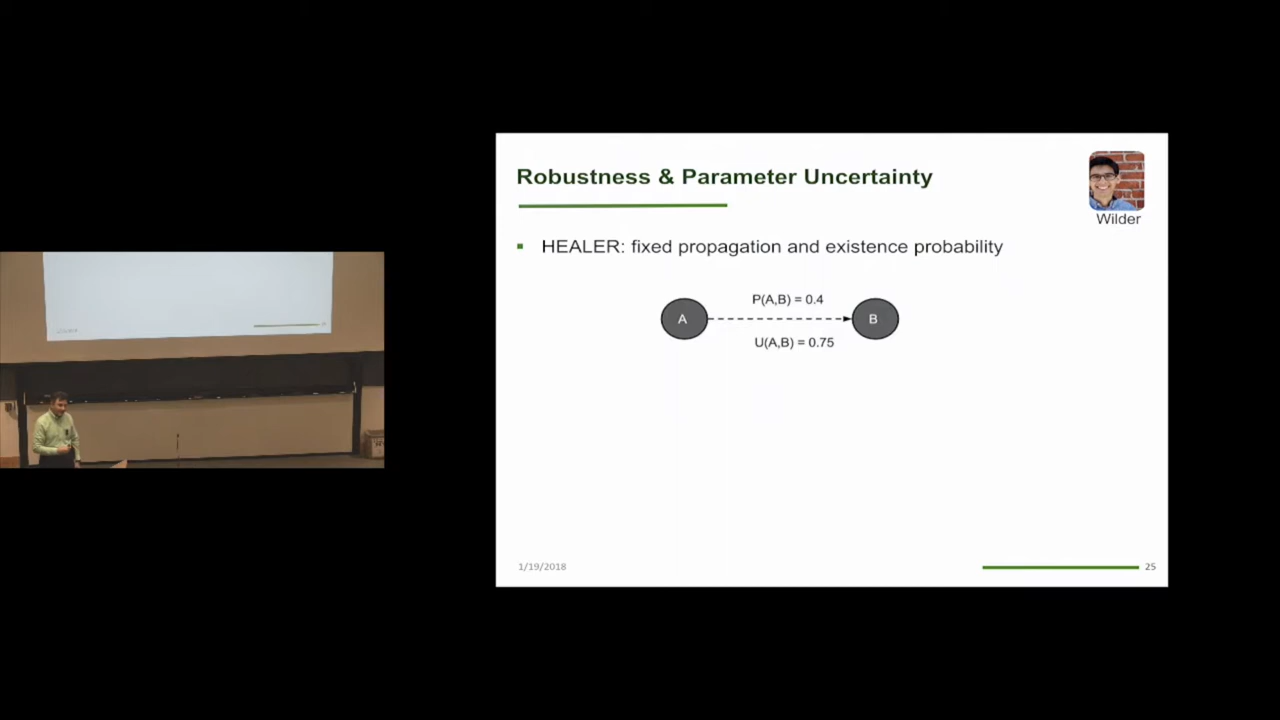 Robustness & Parameter Uncertainty
Wilder
▪ HEALER: fixed propagation and existence probability
P(A,B) = 0.4
A
B
U(A,B) = 0.75
1/19/2018
25